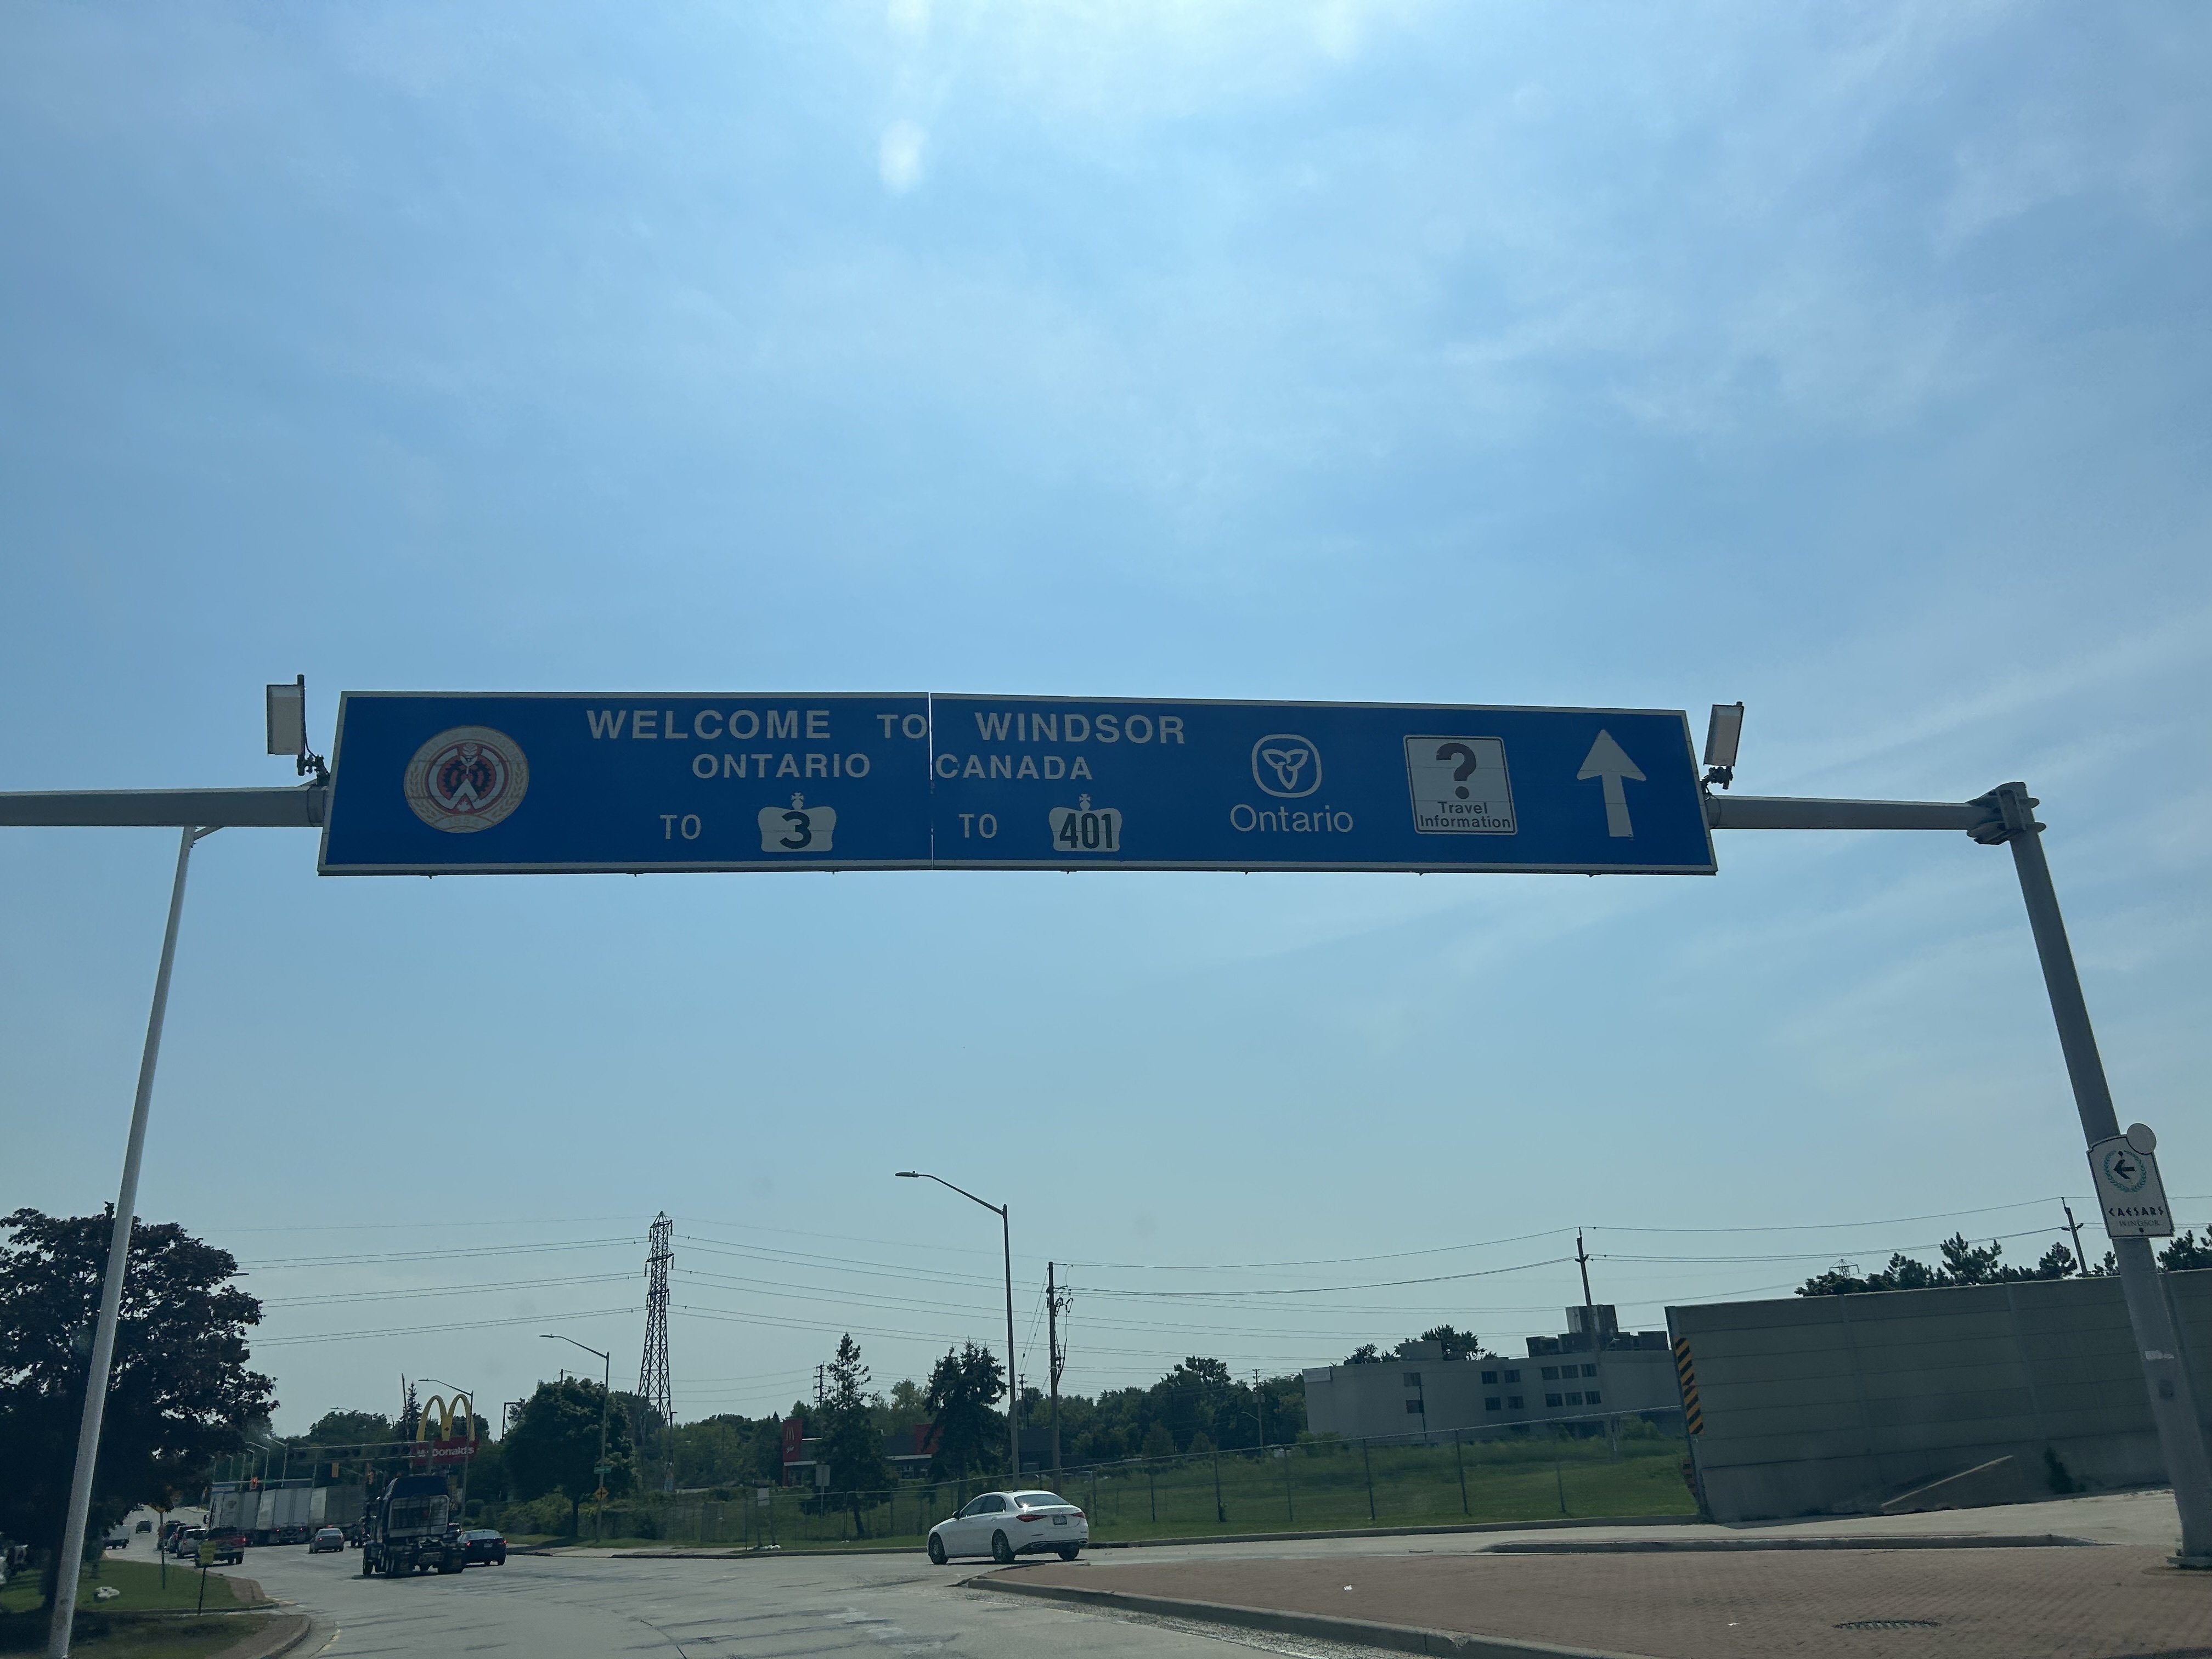 WELCOME TO WINDSOR
ONTARIO CANADA
TO 3 TO 401
Ontario
?
Travel
Information
CAESARS
WINDSOR
McDonald's